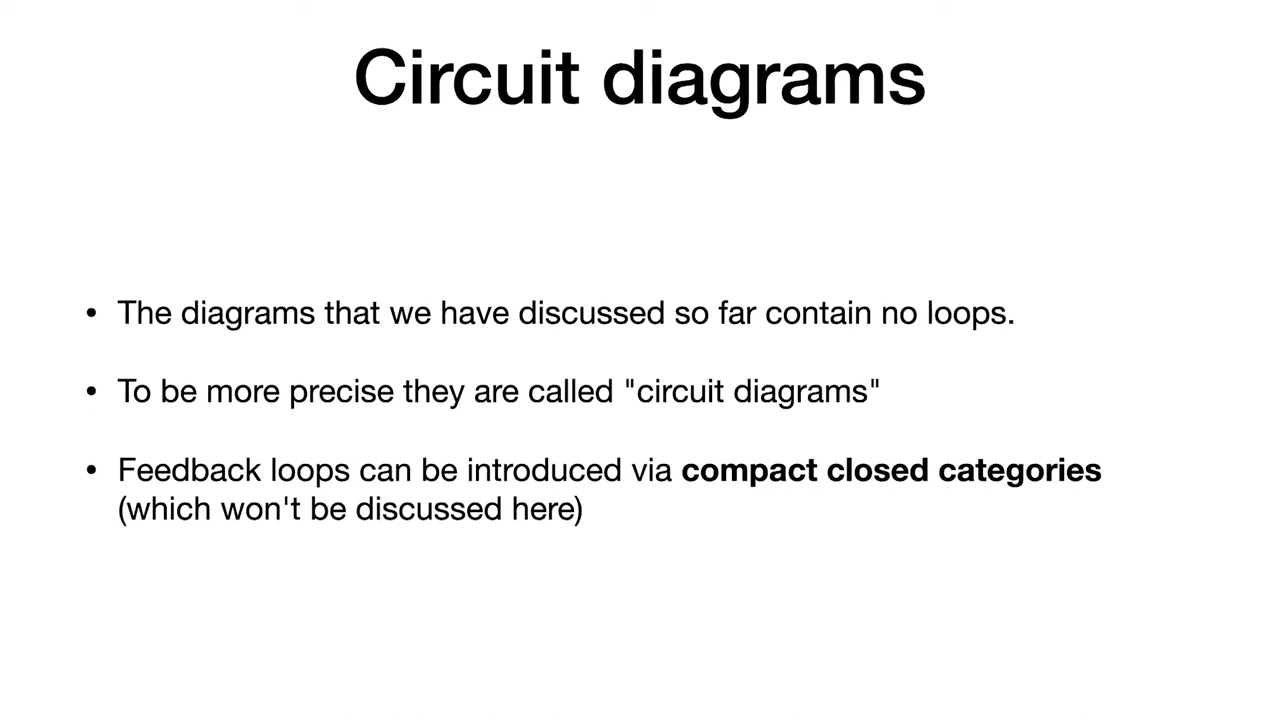 Circuit diagrams
• The diagrams that we have discussed so far contain no loops.
• To be more precise they are called "circuit diagrams"
• Feedback loops can be introduced via compact closed categories
(which won't be discussed here)